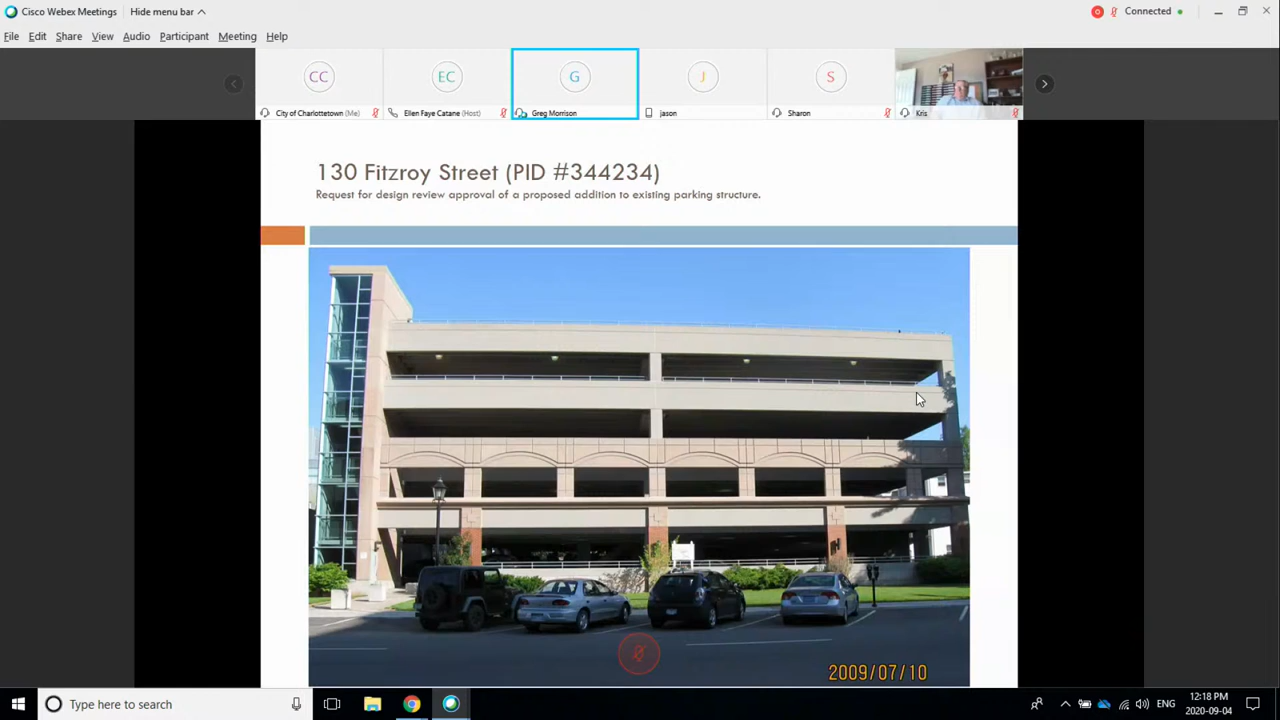 Cisco Webex Meetings
Hide menu bar
Connected
File Edit Share View Audio Participant Meeting Help
CC EC G J S
City of Charlottetown (Me) Ellen Faye Catane (Host) Greg Morrison jason Sharon Kris
130 Fitzroy Street (PID #344234)
Request for design review approval of a proposed addition to existing parking structure.
2009/07/10
Type here to search
ENG
12:18 PM
2020-09-04